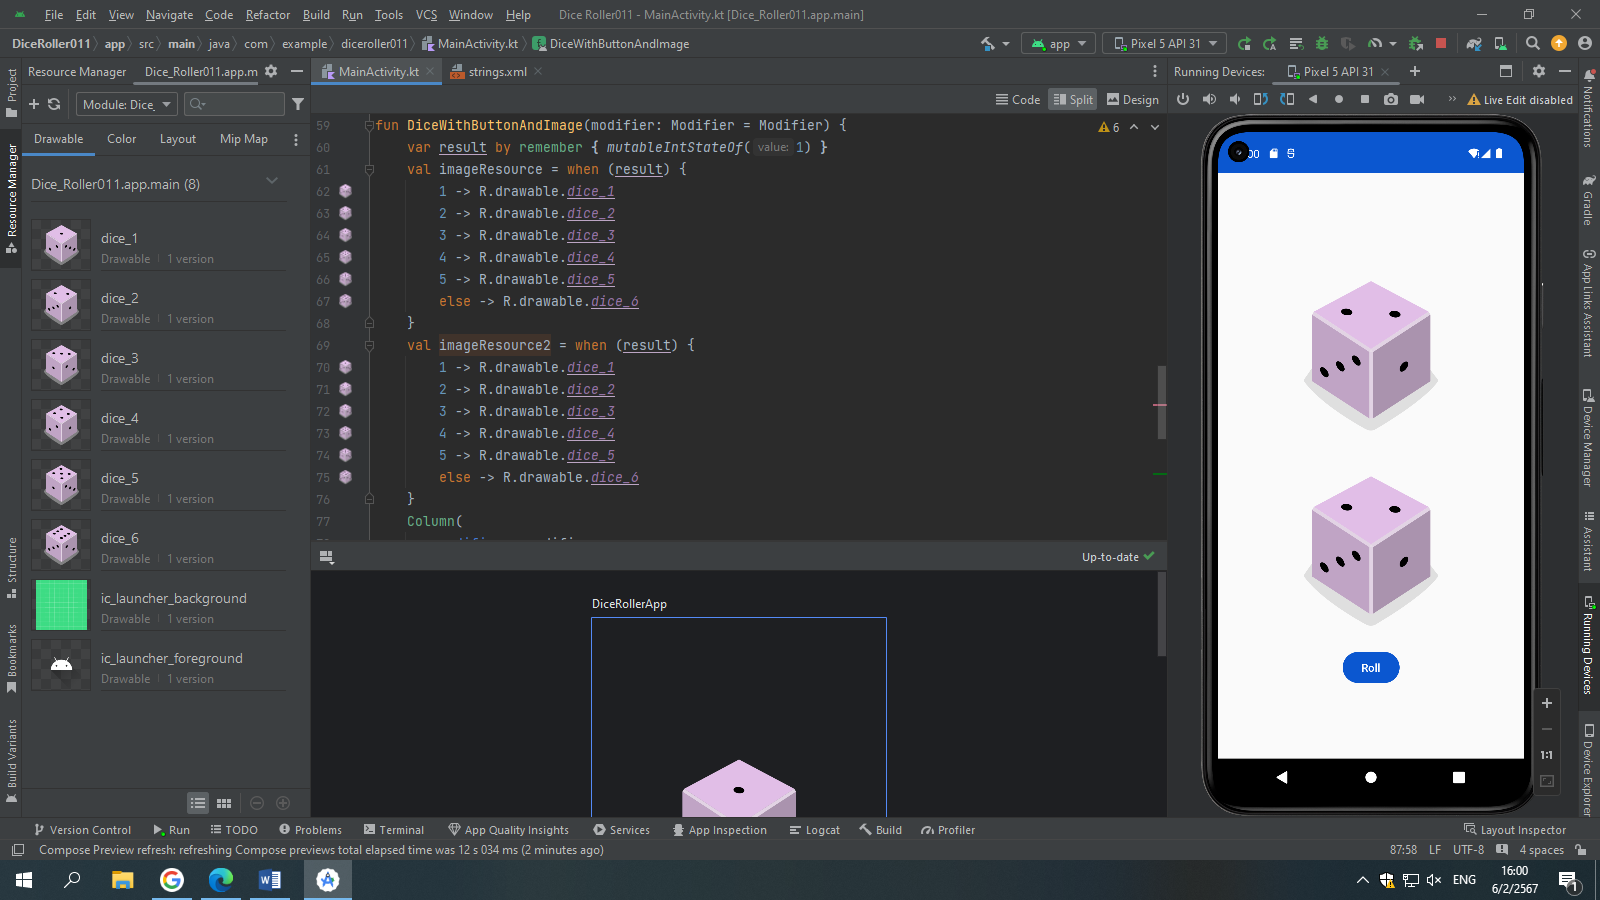 File Edit View Navigate Code Refactor Build Run Tools VCS Window Help Dice Roller011 - MainActivity.kt [Dice_Roller011.app.main]
DiceRoller011 app src main java com example diceroller011 MainActivity.kt DiceWithButtonAndImage app Pixel 5 API 31
Resource Manager Dice_Roller011.app.m MainActivity.kt strings.xml Running Devices: Pixel 5 API 31
Module: Dice_ Code Split Design Live Edit disabled
Drawable Color Layout Mip Map
Dice_Roller011.app.main (8)
dice_1
Drawable 1 version
dice_2
Drawable 1 version
dice_3
Drawable 1 version
dice_4
Drawable 1 version
dice_5
Drawable 1 version
dice_6
Drawable 1 version
ic_launcher_background
Drawable 1 version
ic_launcher_foreground
Drawable 1 version
Project
Resource Manager
Structure
Bookmarks
Build Variants
59 fun DiceWithButtonAndImage(modifier: Modifier = Modifier) { 6
60 var result by remember { mutableIntStateOf( value: 1) }
61 val imageResource = when (result) {
62 1 -> R.drawable.dice_1
63 2 -> R.drawable.dice_2
64 3 -> R.drawable.dice_3
65 4 -> R.drawable.dice_4
66 5 -> R.drawable.dice_5
67 else -> R.drawable.dice_6
68 }
69 val imageResource2 = when (result) {
70 1 -> R.drawable.dice_1
71 2 -> R.drawable.dice_2
72 3 -> R.drawable.dice_3
73 4 -> R.drawable.dice_4
74 5 -> R.drawable.dice_5
75 else -> R.drawable.dice_6
76 }
77 Column(
Up-to-date
DiceRollerApp
:00
Roll
1:1
Notifications
Gradle
App Links Assistant
Device Manager
Assistant
Running Devices
Device Explorer
Version Control Run TODO Problems Terminal App Quality Insights Services App Inspection Logcat Build Profiler Layout Inspector
Compose Preview refresh: refreshing Compose previews total elapsed time was 12 s 034 ms (2 minutes ago) 87:58 LF UTF-8 4 spaces
W ENG 16:00
6/2/2567
1